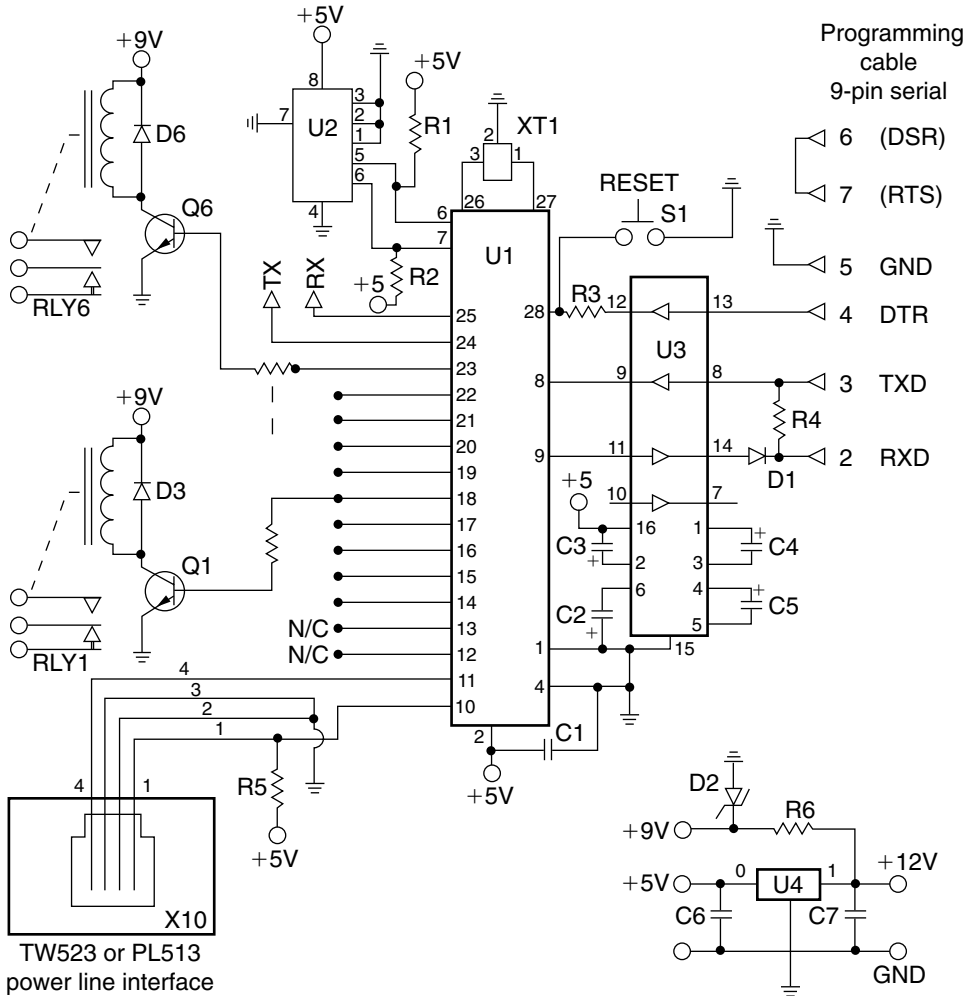 +5V
+9V
8
+5V
Programming
cable
9-pin serial
7
U2
3
2
1
5
6
4
R1
D6
2
XT1
3
1
26
27
6
(DSR)
7
(RTS)
RESET
S1
Q6
6
7
U1
5
GND
TX
RX
+5
R2
RLY6
28
R3
12
13
4
DTR
25
24
23
U3
8
9
8
3
TXD
+9V
22
21
20
19
18
17
16
15
14
R4
9
11
14
D1
2
RXD
D3
+5
10
7
16
1
C3
+
2
3
+
C4
Q1
6
4
C2
+
5
+
C5
N/C
13
N/C
12
1
15
RLY1
4
11
4
3
2
10
1
2
C1
+5V
4
1
R5
+5V
D2
R6
+9V
+12V
+5V
0
U4
1
C6
C7
GND
X10
TW523 or PL513
power line interface